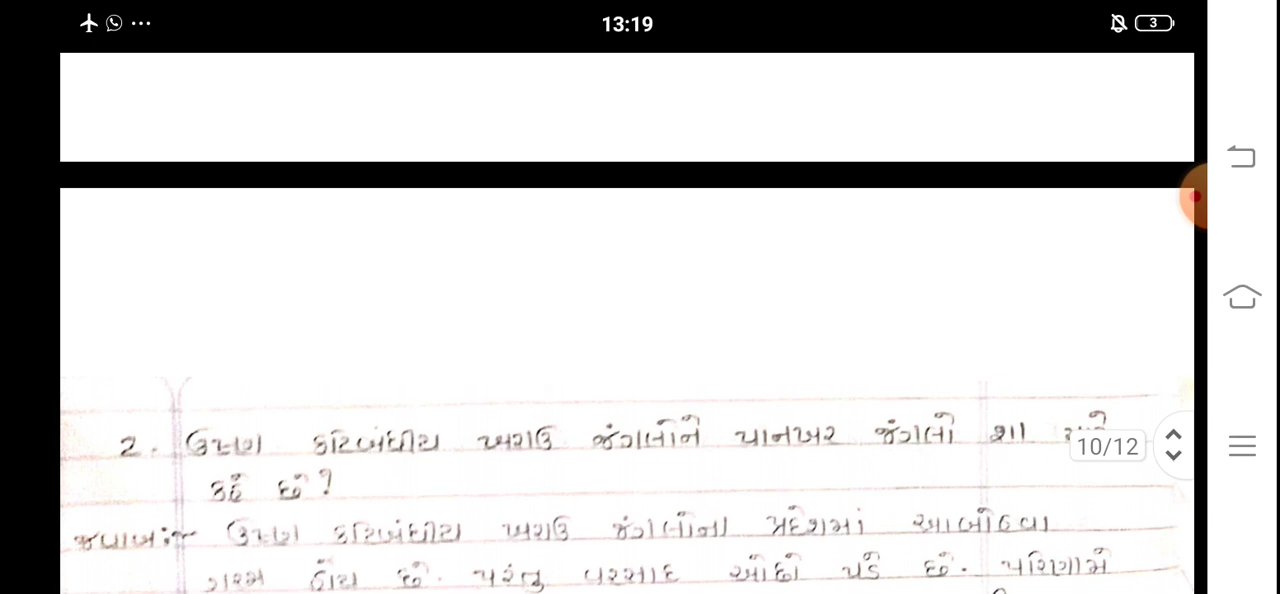 13:19
3
2. ઉષ્ણ કટિબંધીય ખરાઉ જંગલોને પાનખર જંગલો શા માટે
10/12
કહે છે?
જવાબઃ- ઉષ્ણ કટિબંધીય ખરાઉ જંગલોના પ્રદેશમાં આબોહવા
ગરમ હોય છે. પરંતુ વરસાદ ઓછો પડે છે. પરિણામે